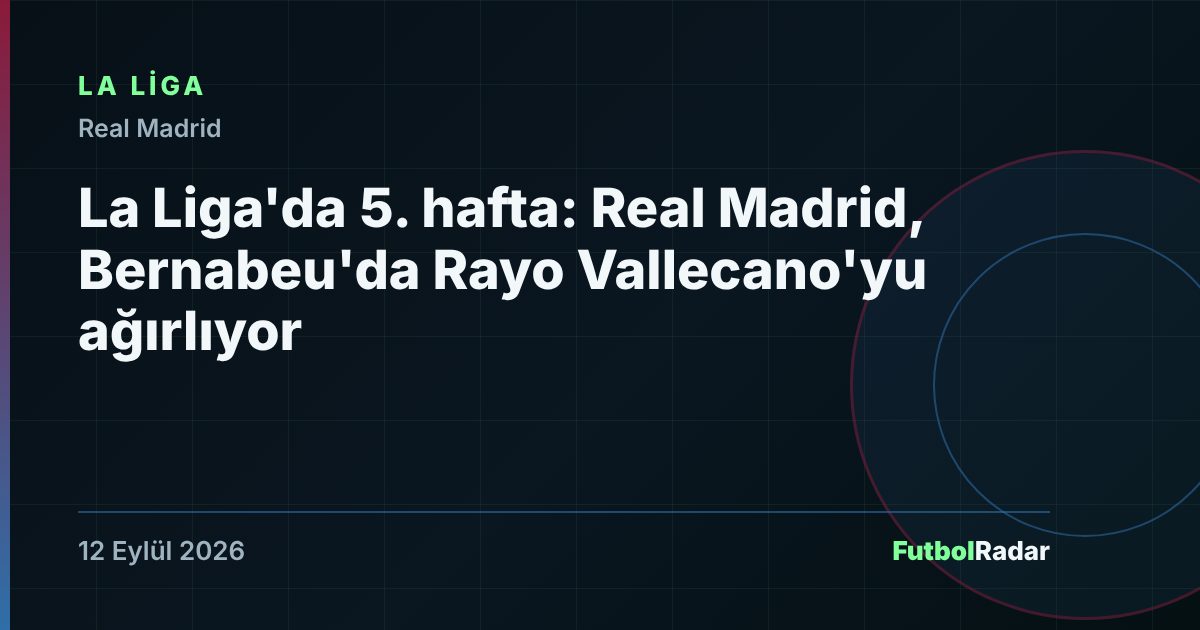 LA LİGA
Real Madrid
La Liga'da 5. hafta: Real Madrid,
Bernabeu'da Rayo Vallecano'yu
ağırlıyor
12 Eylül 2026
FutbolRadar